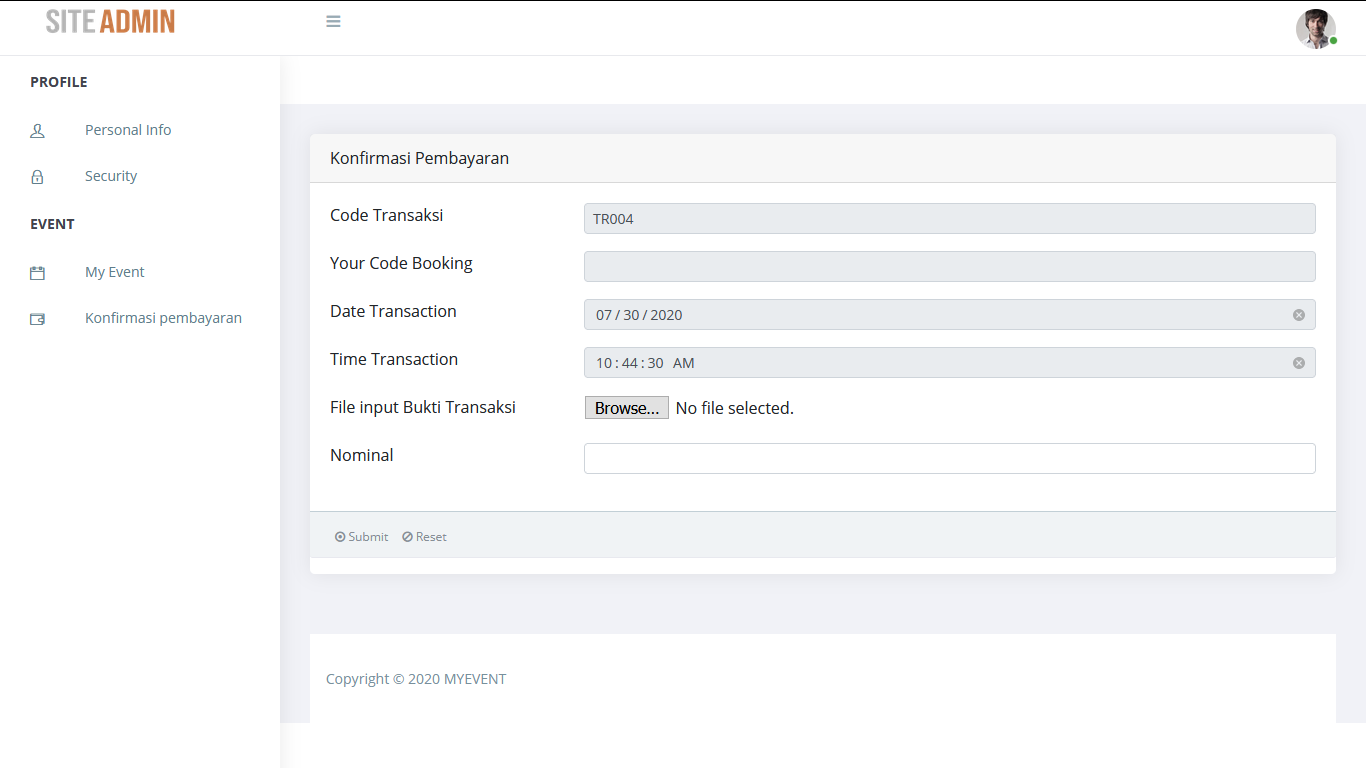 SITE ADMIN
PROFILE
Personal Info
Security
EVENT
My Event
Konfirmasi pembayaran
Konfirmasi Pembayaran
Code Transaksi TR004
Your Code Booking
Date Transaction 07 / 30 / 2020
Time Transaction 10 : 44 : 30 AM
File input Bukti Transaksi Browse... No file selected.
Nominal
Submit Reset
Copyright © 2020 MYEVENT